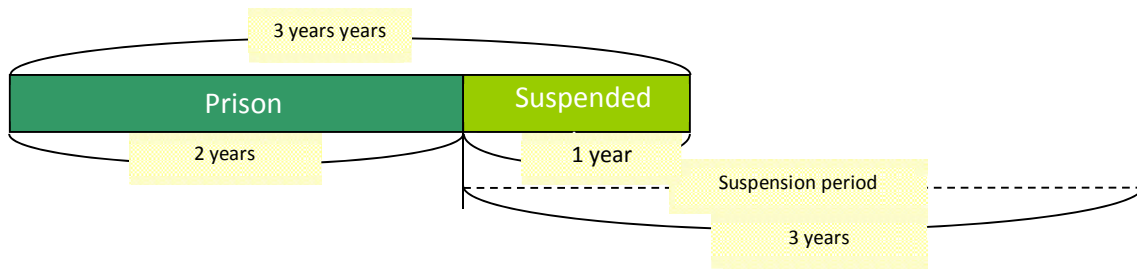 3 years years
Prison
Suspended
2 years
1 year
Suspension period
3 years